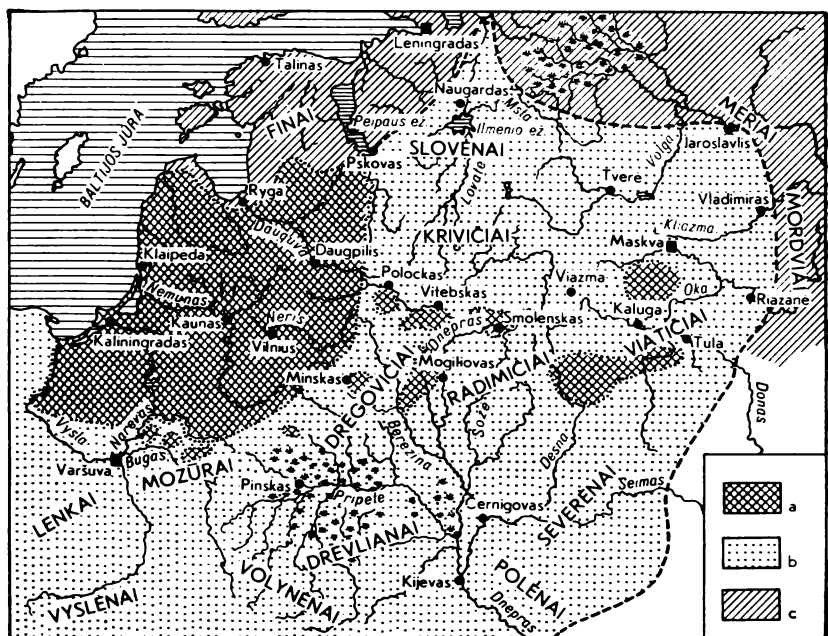 Leningradas
Talinas
Naugardas
Msta
MERIA
FINAI
Peipaus ež.
Ilmenio ež.
SLOVĖNAI
Volga
Jaroslavlis
BALTIJOS JŪRA
Pskovas
Tverė
Ryga
Lovatė
Vladimiras
MORDVIAI
Kliazma
KRIVIČIAI
Maskva
Dauguva
Klaipėda
Daugpilis
Polockas
Viazma
Oka
Vitebskas
Riazanė
Nemunas
Neris
Dnepras
Smolenskas
Kaluga
Kaliningradas
Kaunas
Vilnius
VIATIČIAI
Tula
Mogiliovas
Minskas
DREGOVIČIAI
RADIMIČIAI
Sožė
Donas
Vysla
Narevas
Berezina
Desna
Varšuva
Bugas
MOZŪRAI
Seimas
Pinskas
Pripetė
SEVERĖNAI
a
LENKAI
Černigovas
DREVLIANAI
b
VOLYNĖNAI
POLĖNAI
Kijevas
VYSLĖNAI
Dnepras
c